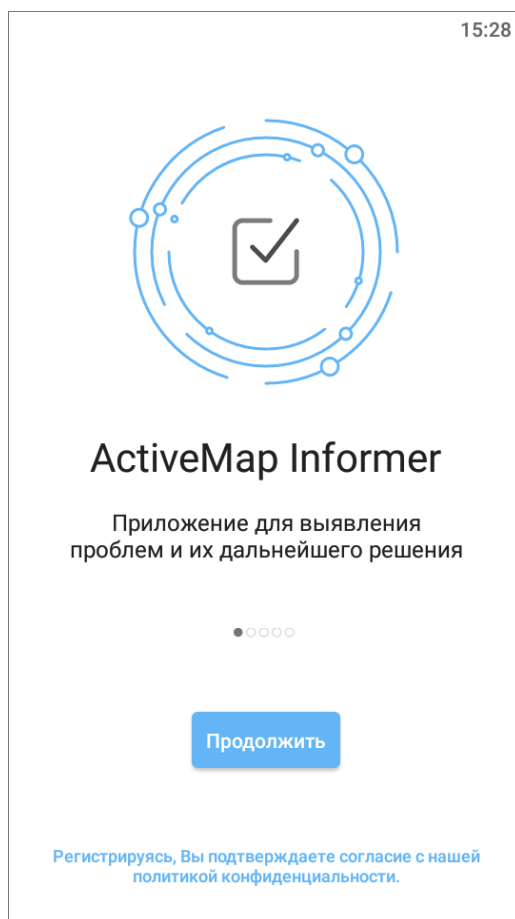 15:28
ActiveMap Informer
Приложение для выявления
проблем и их дальнейшего решения
Продолжить
Регистрируясь, Вы подтверждаете согласие с нашей
политикой конфиденциальности.